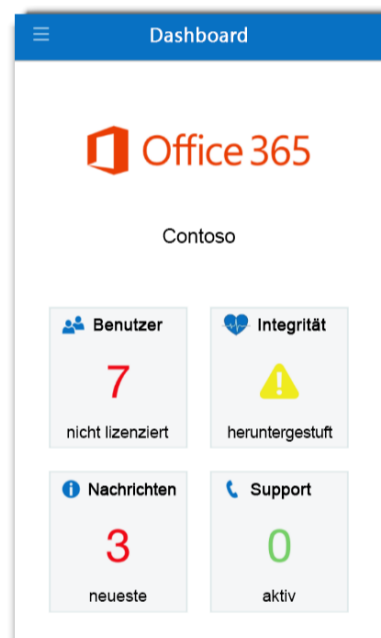 Dashboard
Office 365
Contoso
Benutzer
7
nicht lizenziert
Integrität
heruntergestuft
Nachrichten
3
neueste
Support
0
aktiv